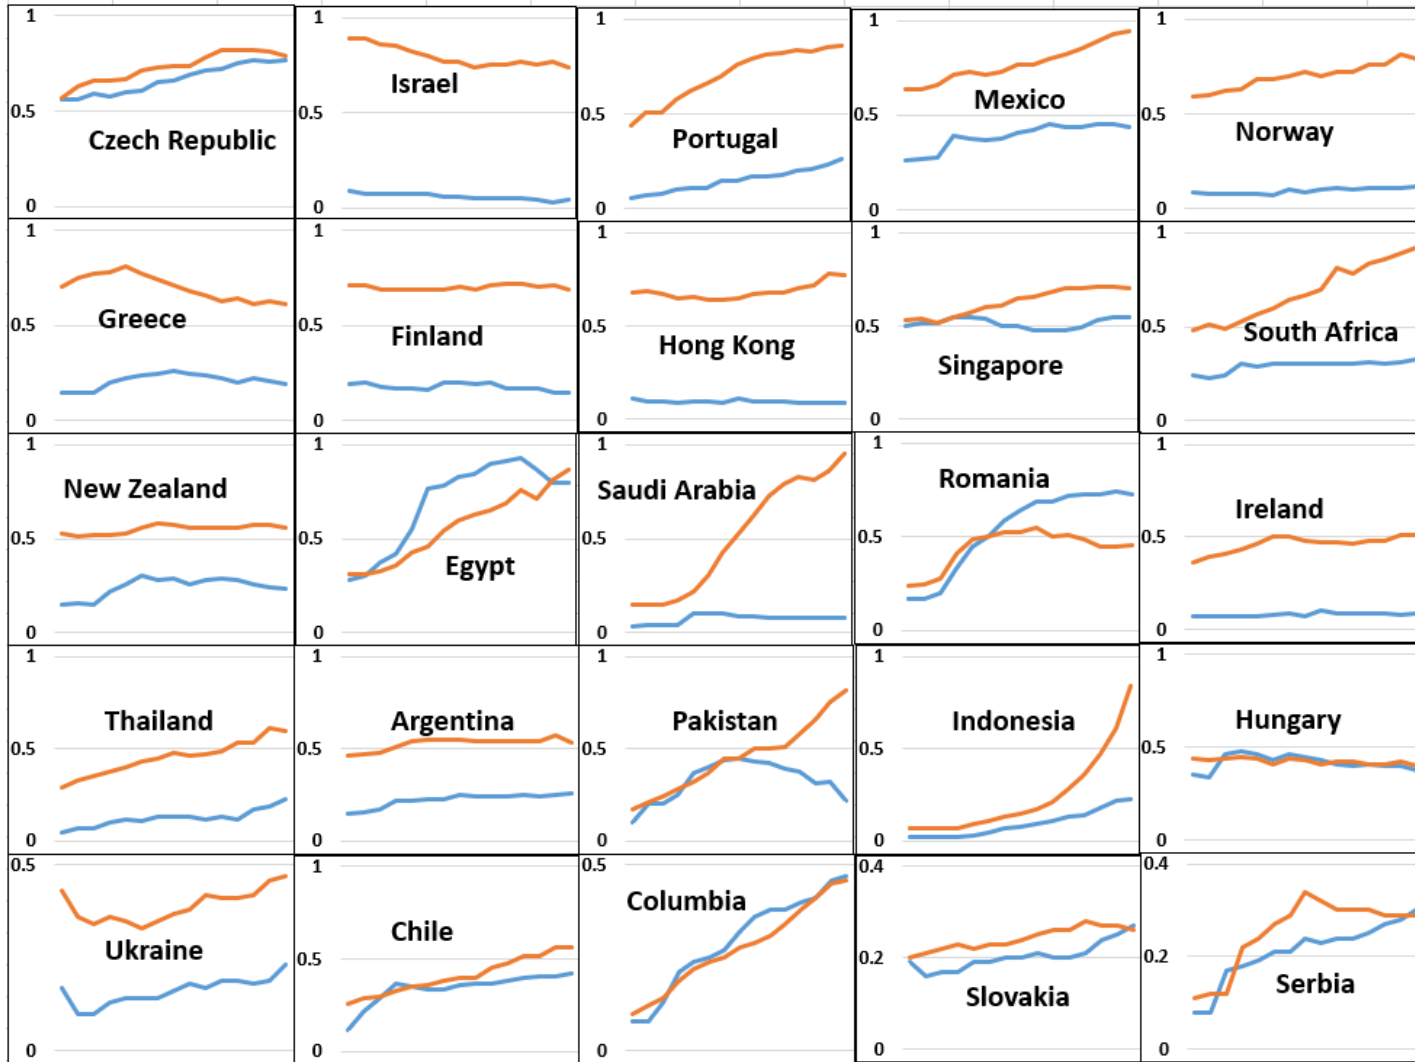 1
0.5
0
Czech Republic
1
0.5
0
Israel
1
0.5
0
Portugal
1
0.5
0
Mexico
1
0.5
0
Norway
1
0.5
0
Greece
1
0.5
0
Finland
1
0.5
0
Hong Kong
1
0.5
0
Singapore
1
0.5
0
South Africa
1
0.5
0
New Zealand
1
0.5
0
Egypt
1
0.5
0
Saudi Arabia
1
0.5
0
Romania
1
0.5
0
Ireland
1
0.5
0
Thailand
1
0.5
0
Argentina
1
0.5
0
Pakistan
1
0.5
0
Indonesia
1
0.5
0
Hungary
0.5
0
Ukraine
1
0.5
0
Chile
0.5
0
Columbia
0.4
0.2
0
Slovakia
0.4
0.2
0
Serbia